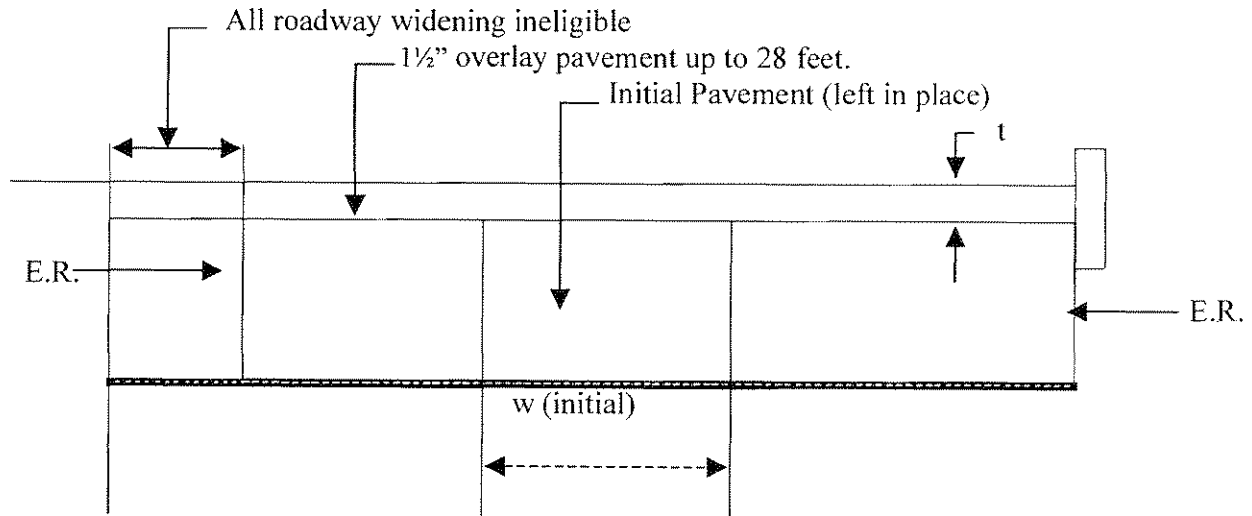 All roadway widening ineligible
1½” overlay pavement up to 28 feet.
Initial Pavement (left in place)
t
E.R.
E.R.
w (initial)